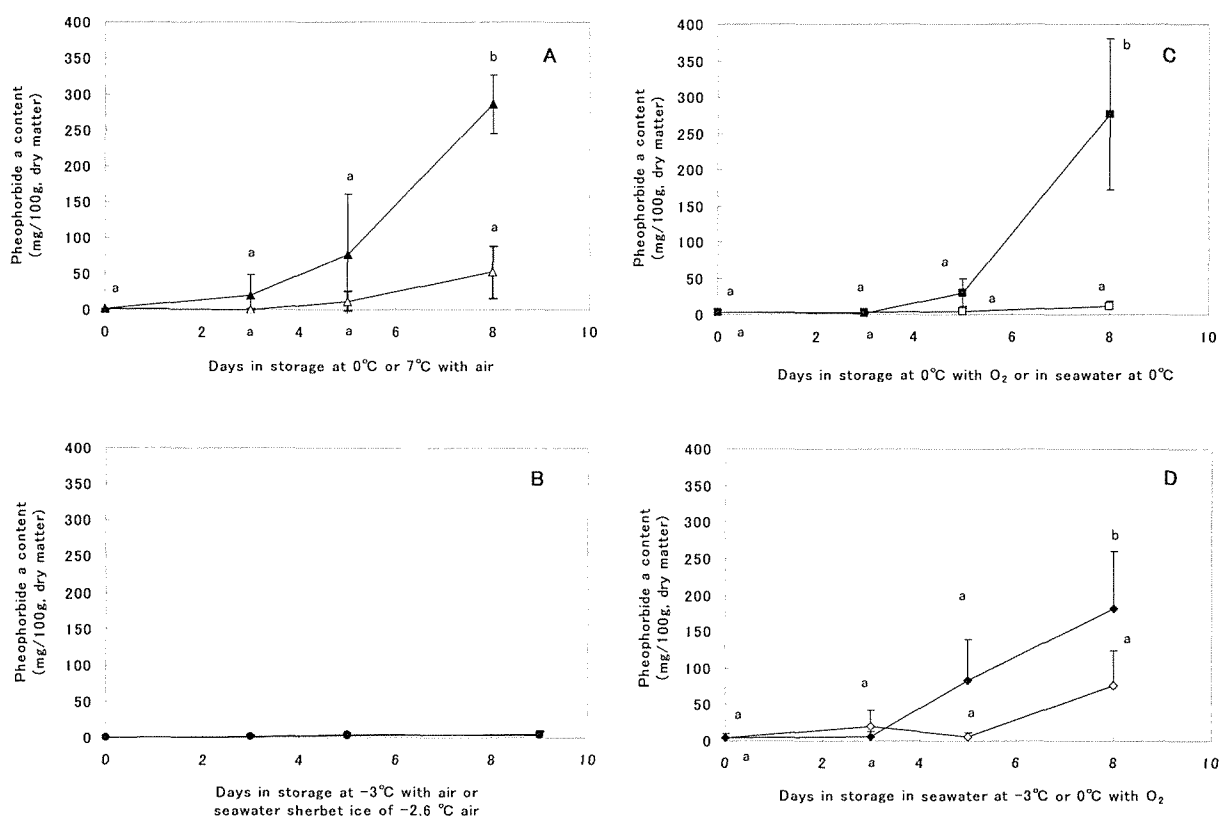 Pheophorbide a content
(mg/100g, dry matter)
400
350
300
250
200
150
100
50
0
a
a
a
a
b
A
0
2
4
6
8
10
Days in storage at 0℃ or 7℃ with air
Pheophorbide a content
(mg/100g, dry matter)
400
350
300
250
200
150
100
50
0
a
a
a
a
a
a
a
b
C
0
2
4
6
8
10
Days in storage at 0℃ with O₂ or in seawater at 0℃
Pheophorbide a content
(mg/100g, dry matter)
400
350
300
250
200
150
100
50
0
B
0
2
4
6
8
10
Days in storage at -3℃ with air or
seawater sherbet ice of -2.6 ℃ air
Pheophorbide a content
(mg/100g, dry matter)
400
350
300
250
200
150
100
50
0
a
a
a
a
a
a
a
b
D
0
2
4
6
8
10
Days in storage in seawater at -3℃ or 0℃ with O₂